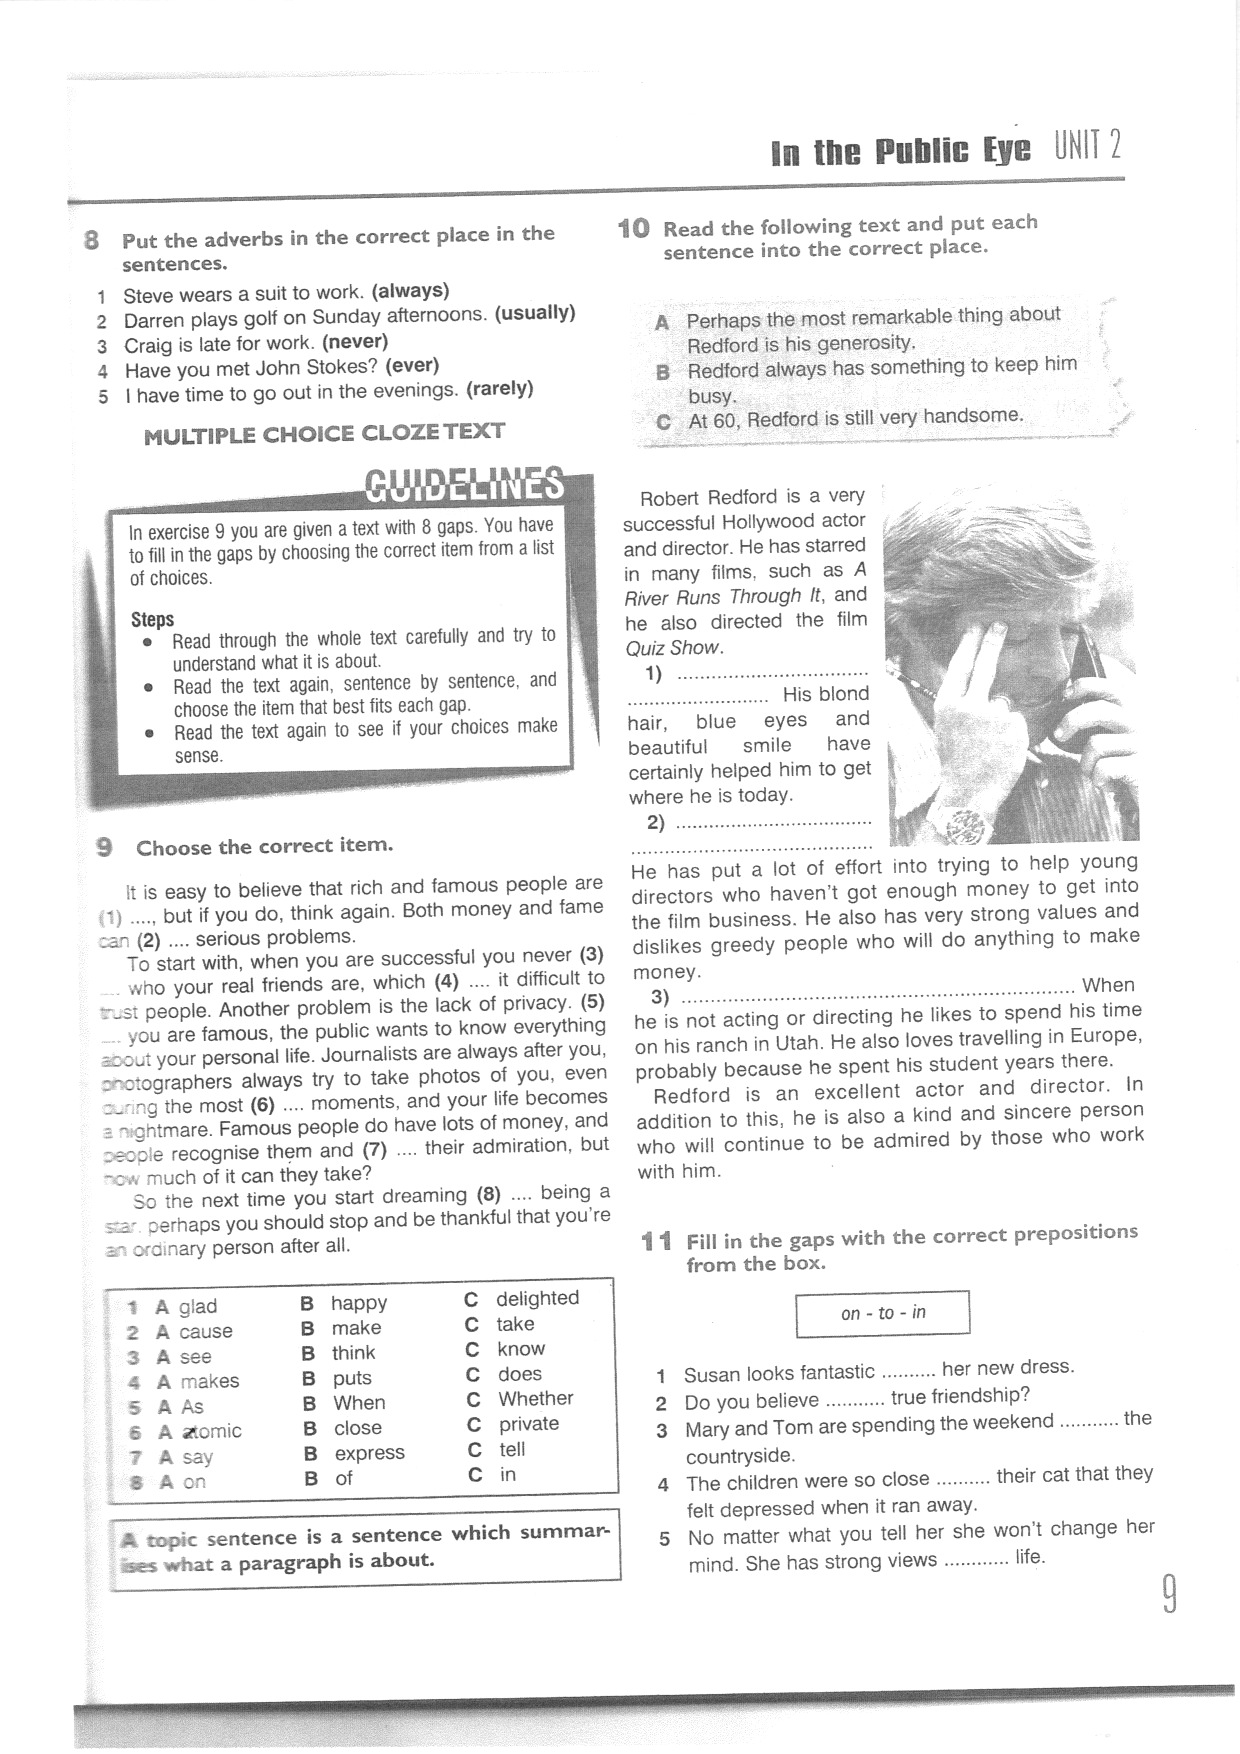 In the Public Eye UNIT 2
8 Put the adverbs in the correct place in the
sentences.
1 Steve wears a suit to work. (always)
2 Darren plays golf on Sunday afternoons. (usually)
3 Craig is late for work. (never)
4 Have you met John Stokes? (ever)
5 I have time to go out in the evenings. (rarely)
MULTIPLE CHOICE CLOZE TEXT
GUIDELINES
In exercise 9 you are given a text with 8 gaps. You have
to fill in the gaps by choosing the correct item from a list
of choices.
Steps
• Read through the whole text carefully and try to
understand what it is about.
• Read the text again, sentence by sentence, and
choose the item that best fits each gap.
• Read the text again to see if your choices make
sense.
9 Choose the correct item.
It is easy to believe that rich and famous people are
(1) ...., but if you do, think again. Both money and fame
can (2) .... serious problems.
To start with, when you are successful you never (3)
.... who your real friends are, which (4) .... it difficult to
trust people. Another problem is the lack of privacy. (5)
.... you are famous, the public wants to know everything
about your personal life. Journalists are always after you,
photographers always try to take photos of you, even
during the most (6) .... moments, and your life becomes
a nightmare. Famous people do have lots of money, and
people recognise them and (7) .... their admiration, but
how much of it can they take?
So the next time you start dreaming (8) .... being a
star, perhaps you should stop and be thankful that you're
an ordinary person after all.
1 A glad B happy C delighted
2 A cause B make C take
3 A see B think C know
4 A makes B puts C does
5 A As B When C Whether
6 A atomic B close C private
7 A say B express C tell
8 A on B of C in
A topic sentence is a sentence which summar-
ises what a paragraph is about.
10 Read the following text and put each
sentence into the correct place.
A Perhaps the most remarkable thing about
Redford is his generosity.
B Redford always has something to keep him
busy.
C At 60, Redford is still very handsome.
Robert Redford is a very
successful Hollywood actor
and director. He has starred
in many films, such as A
River Runs Through It, and
he also directed the film
Quiz Show.
1) ................................
........................ His blond
hair, blue eyes and
beautiful smile have
certainly helped him to get
where he is today.
2) ................................
........................................
He has put a lot of effort into trying to help young
directors who haven't got enough money to get into
the film business. He also has very strong values and
dislikes greedy people who will do anything to make
money.
3) ................................................................ When
he is not acting or directing he likes to spend his time
on his ranch in Utah. He also loves travelling in Europe,
probably because he spent his student years there.
Redford is an excellent actor and director. In
addition to this, he is also a kind and sincere person
who will continue to be admired by those who work
with him.
11 Fill in the gaps with the correct prepositions
from the box.
on - to - in
1 Susan looks fantastic .......... her new dress.
2 Do you believe ........... true friendship?
3 Mary and Tom are spending the weekend ........... the
countryside.
4 The children were so close .......... their cat that they
felt depressed when it ran away.
5 No matter what you tell her she won't change her
mind. She has strong views ............ life.
9